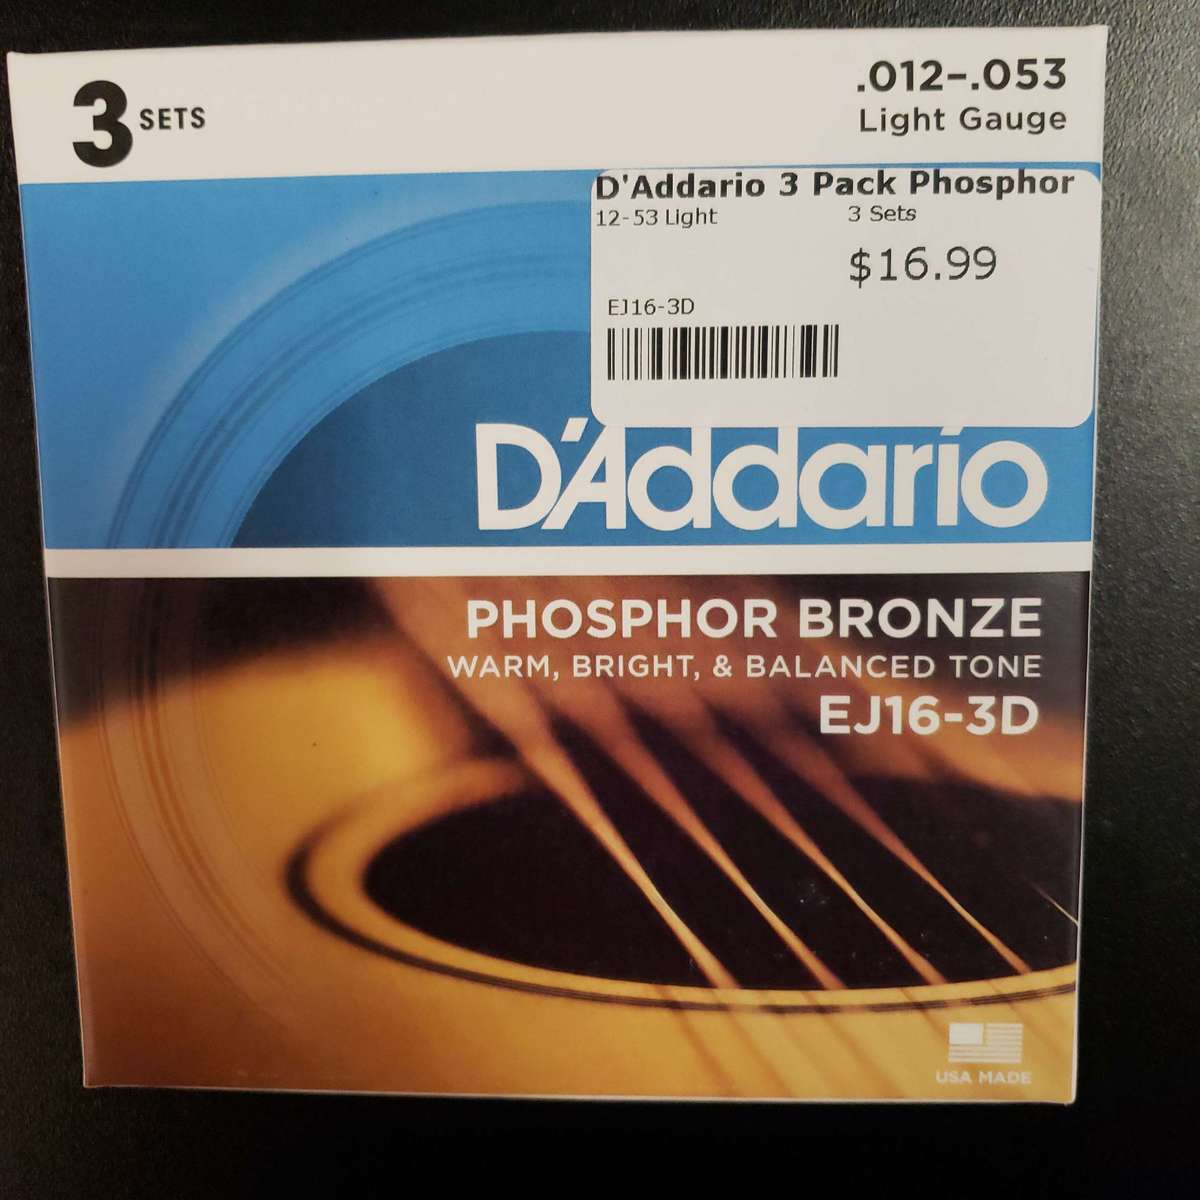 3 SETS
.012–.053
Light Gauge
D'Addario 3 Pack Phosphor
12-53 Light 3 Sets
$16.99
EJ16-3D
D'Addario
PHOSPHOR BRONZE
WARM, BRIGHT, & BALANCED TONE
EJ16-3D
USA MADE